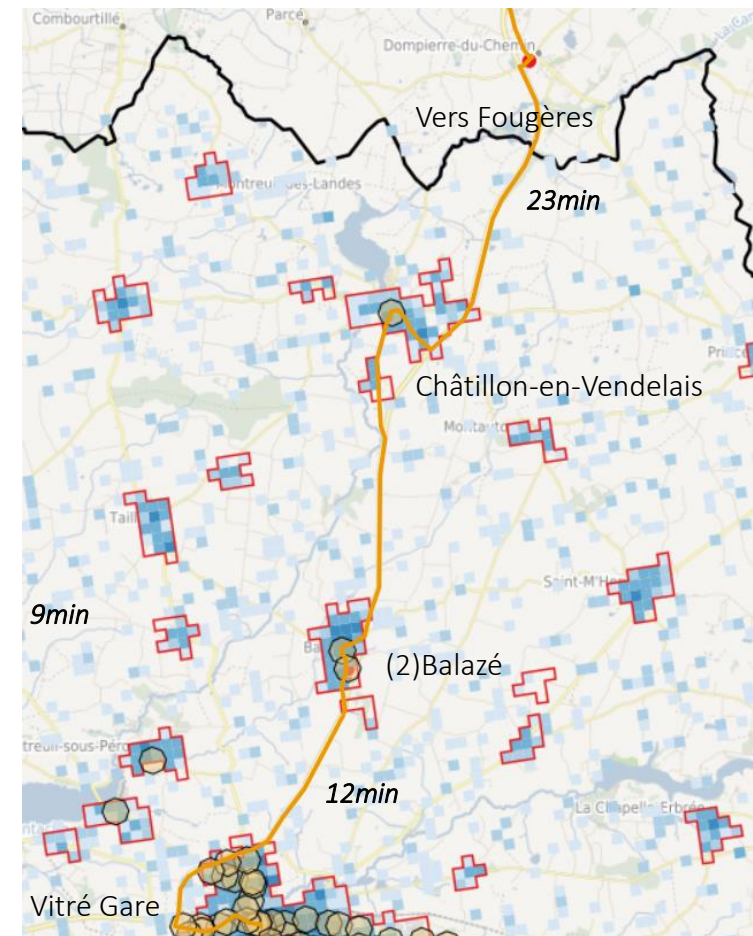 Combourtillé
Parcé
Dompierre-du-Chemin
Vers Fougères
23min
Châtillon-en-Vendelais
9min
(2)Balazé
12min
La Chapelle Erbrée
Vitré Gare